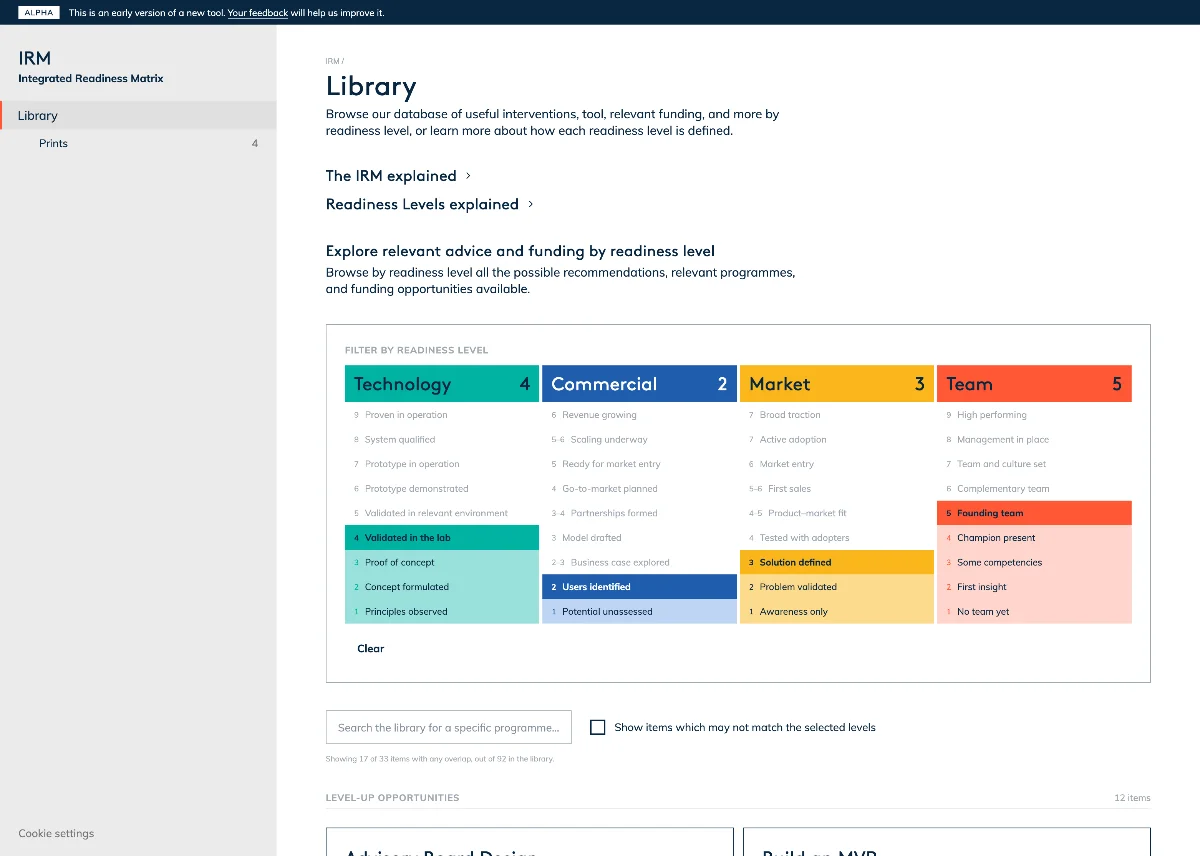 ALPHA This is an early version of a new tool. Your feedback will help us improve it.
IRM
Integrated Readiness Matrix
Library
Prints 4
Cookie settings
IRM /
Library
Browse our database of useful interventions, tool, relevant funding, and more by
readiness level, or learn more about how each readiness level is defined.
The IRM explained
Readiness Levels explained
Explore relevant advice and funding by readiness level
Browse by readiness level all the possible recommendations, relevant programmes,
and funding opportunities available.
FILTER BY READINESS LEVEL
Technology 4
9 Proven in operation
8 System qualified
7 Prototype in operation
6 Prototype demonstrated
5 Validated in relevant environment
4 Validated in the lab
3 Proof of concept
2 Concept formulated
1 Principles observed
Commercial 2
6 Revenue growing
5-6 Scaling underway
5 Ready for market entry
4 Go-to-market planned
3-4 Partnerships formed
3 Model drafted
2-3 Business case explored
2 Users identified
1 Potential unassessed
Market 3
7 Broad traction
7 Active adoption
6 Market entry
5-6 First sales
4-5 Product–market fit
4 Tested with adopters
3 Solution defined
2 Problem validated
1 Awareness only
Team 5
9 High performing
8 Management in place
7 Team and culture set
6 Complementary team
5 Founding team
4 Champion present
3 Some competencies
2 First insight
1 No team yet
Clear
Search the library for a specific programme...
Show items which may not match the selected levels
Showing 17 of 33 items with any overlap, out of 92 in the library.
LEVEL-UP OPPORTUNITIES 12 items
Advisory Board Design
Build an MVP